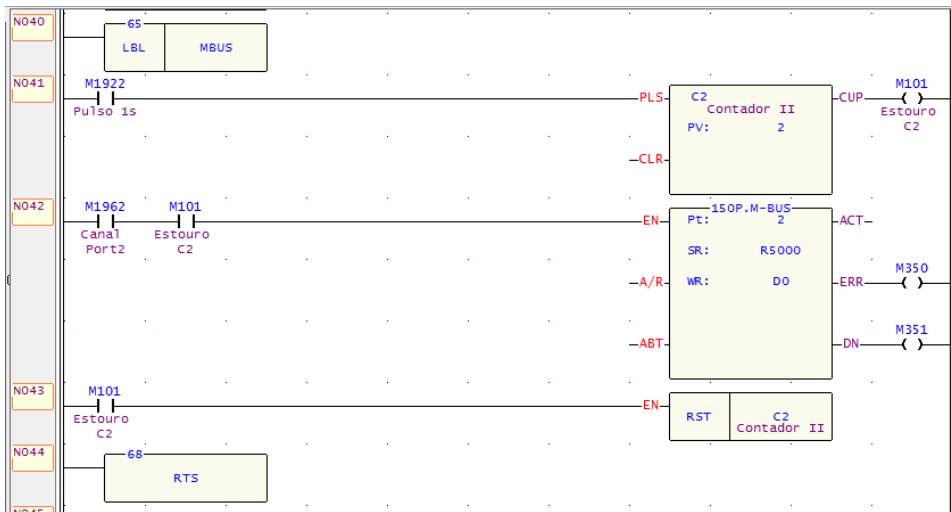 N040
65
LBL MBUS
N041
M1922
Pulso 1s
PLS
C2
Contador II
PV: 2
CUP
M101
Estouro
C2
CLR
N042
M1962
Canal
Port2
M101
Estouro
C2
EN
150P.M-BUS
Pt: 2
ACT
SR: R5000
A/R
WR: D0
ERR
M350
ABT
DN
M351
N043
M101
Estouro
C2
EN
RST
C2
Contador II
N044
68
RTS
N045